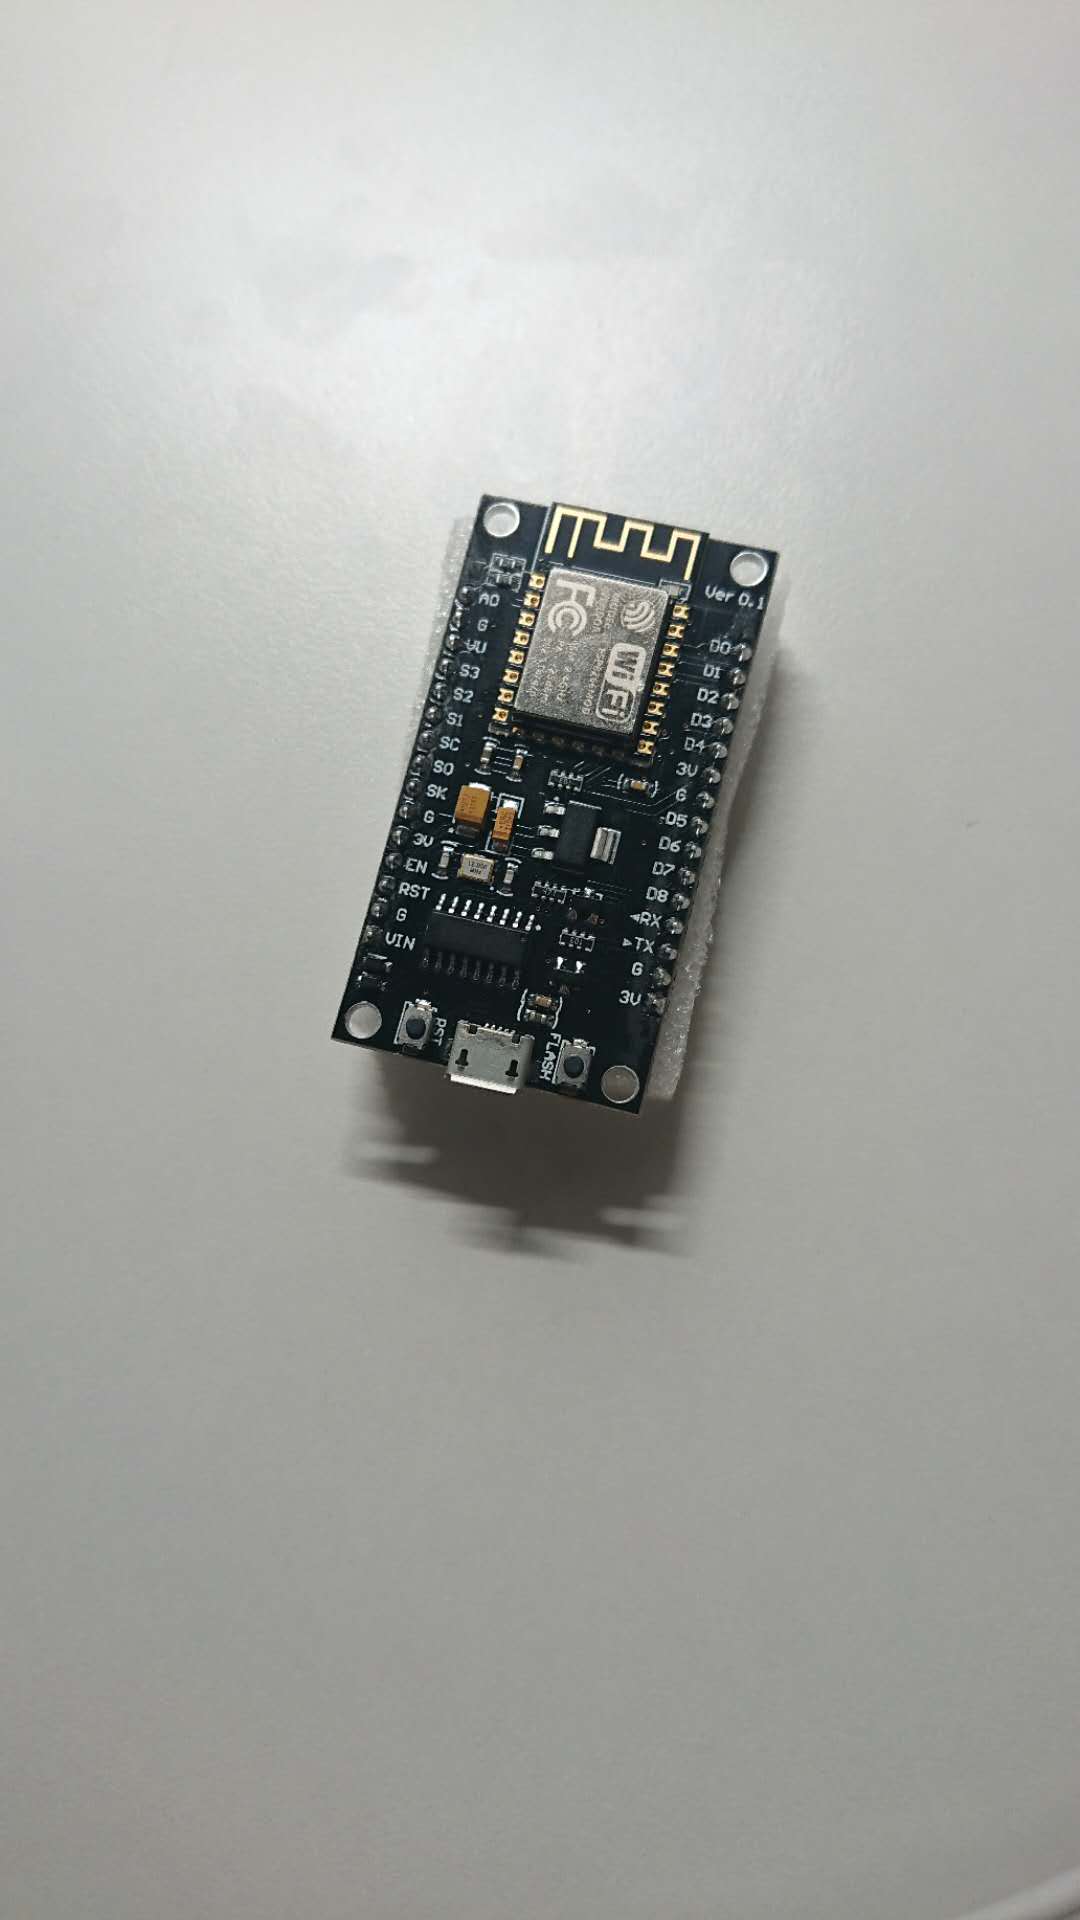 Ver 0.1
A0
G
VU
S3
S2
S1
SC
S0
SK
G
3V
EN
RST
G
VIN
FC
WiFi
D0
D1
D2
D3
D4
3V
G
D5
D6
D7
D8
◄RX
►TX
G
3V
RST
FLASH